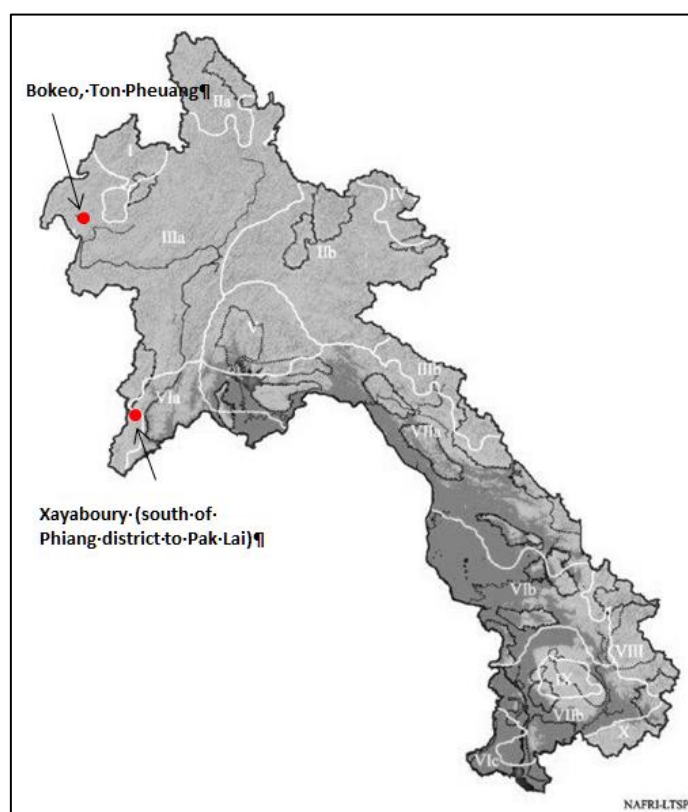 Bokeo,·Ton·Pheuang¶
IIa
I
IV
IIIa
IIb
V
IIIb
VIa
VIIa
Xayaboury·(south·of·
Phiang·district·to·Pak·Lai)¶
VIb
VIII
IX
VIIb
X
VIc
NAFRI-LTSP